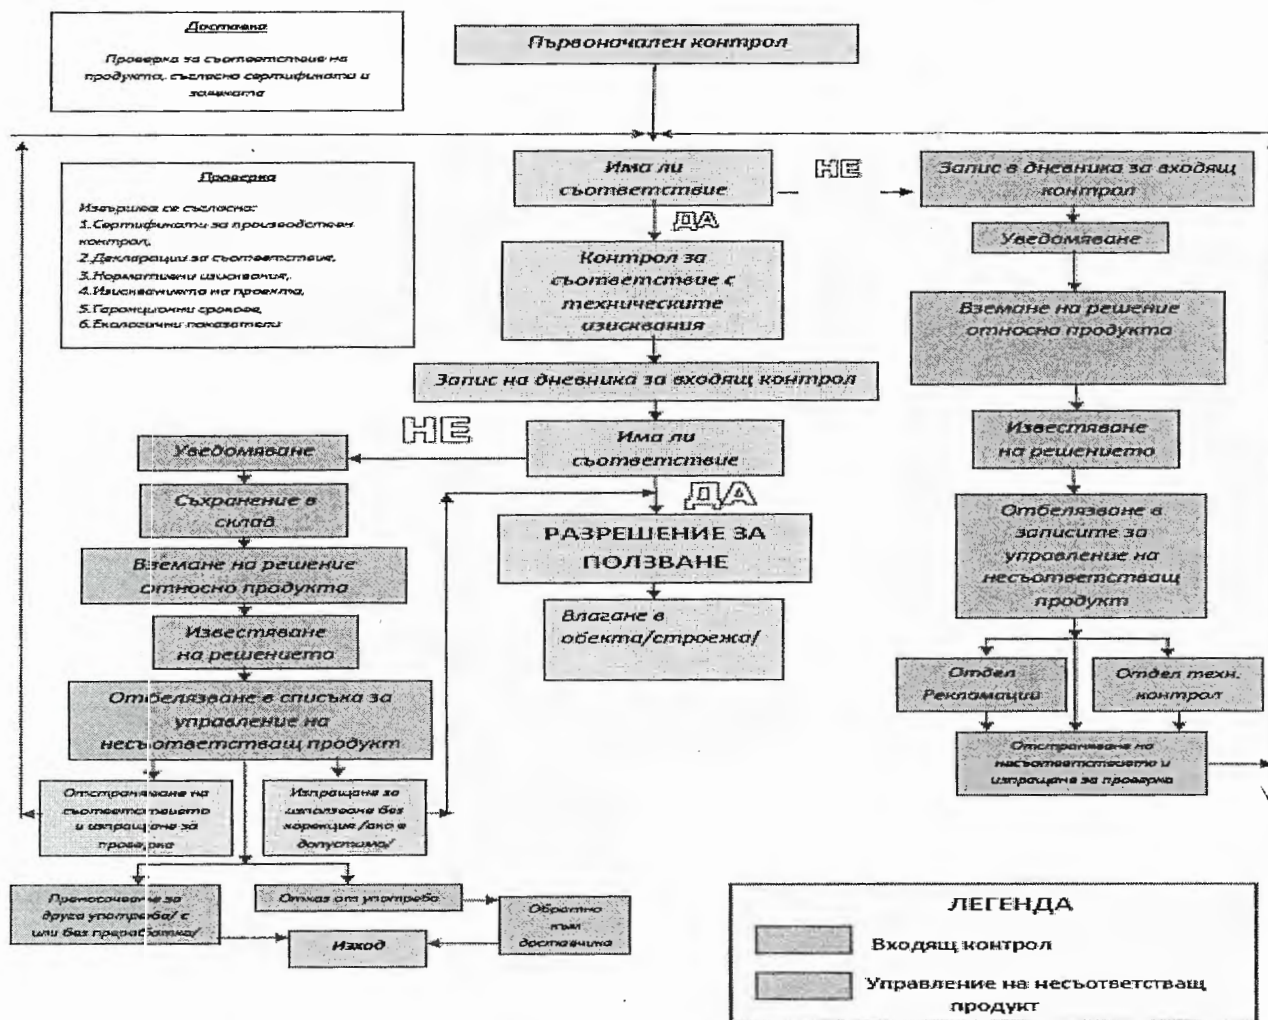 Доставка
Проверка за съответствие на
продукта, съгласно сертификата и
заявката
Първоначален контрол
Проверка
Извършва се съгласно:
1.Сертификати за производствен
контрол,
2.Декларации за съответствие,
3.Нормативни изисквания,
4.Изискванията на проекта,
5.Гаранционни срокове,
6.Екологични показатели
Има ли
съответствие
НЕ
ДА
Запис в дневника за входящ
контрол
Уведомяване
Контрол за
съответствие с
техническите
изисквания
Вземане на решение
относно продукта
Запис на дневника за входящ контрол
НЕ
Има ли
съответствие
ДА
Известяване
на решението
Уведомяване
Съхранение в
склад
Вземане на решение
относно продукта
Известяване
на решението
Отбелязване в списъка за
управление на
несъответстващ продукт
РАЗРЕШЕНИЕ ЗА
ПОЛЗВАНЕ
Влагане в
обекта/строежа/
Отбелязване в
записите за
управление на
несъответстващ
продукт
Отдел
Рекламации
Отдел техн.
контрол
Отстраняване на
несъответствието и
изпращане за проверка
Отстраняване на
съответствието
и изпращане за
проверка
Изпращане за
използване без
корекция /ако е
допустимо/
Пренасочване за
друга употреба/ с
или без преработка/
Отказ от употреба
Обратно
към
доставчика
Изход
ЛЕГЕНДА
Входящ контрол
Управление на несъответстващ
продукт